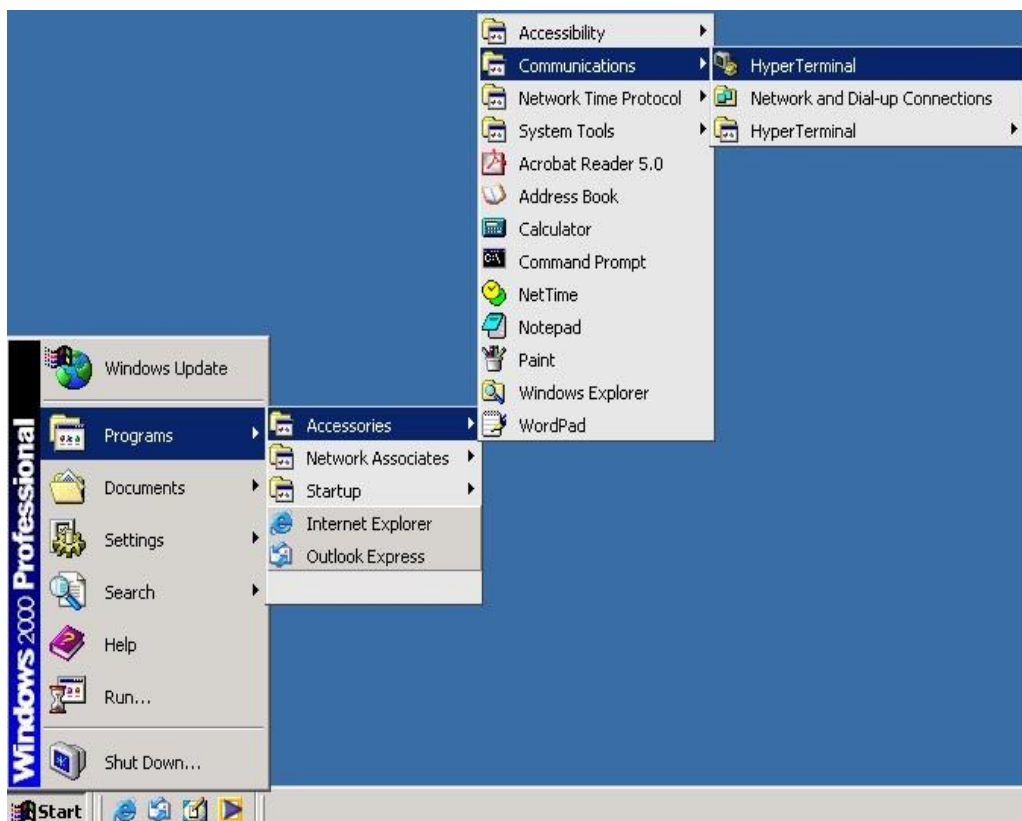 Accessibility
Communications
Network Time Protocol
System Tools
Acrobat Reader 5.0
Address Book
Calculator
Command Prompt
NetTime
Notepad
Paint
Windows Explorer
WordPad
HyperTerminal
Network and Dial-up Connections
HyperTerminal
Windows Update
Programs
Documents
Settings
Search
Help
Run...
Shut Down...
Accessories
Network Associates
Startup
Internet Explorer
Outlook Express
Windows 2000 Professional
Start